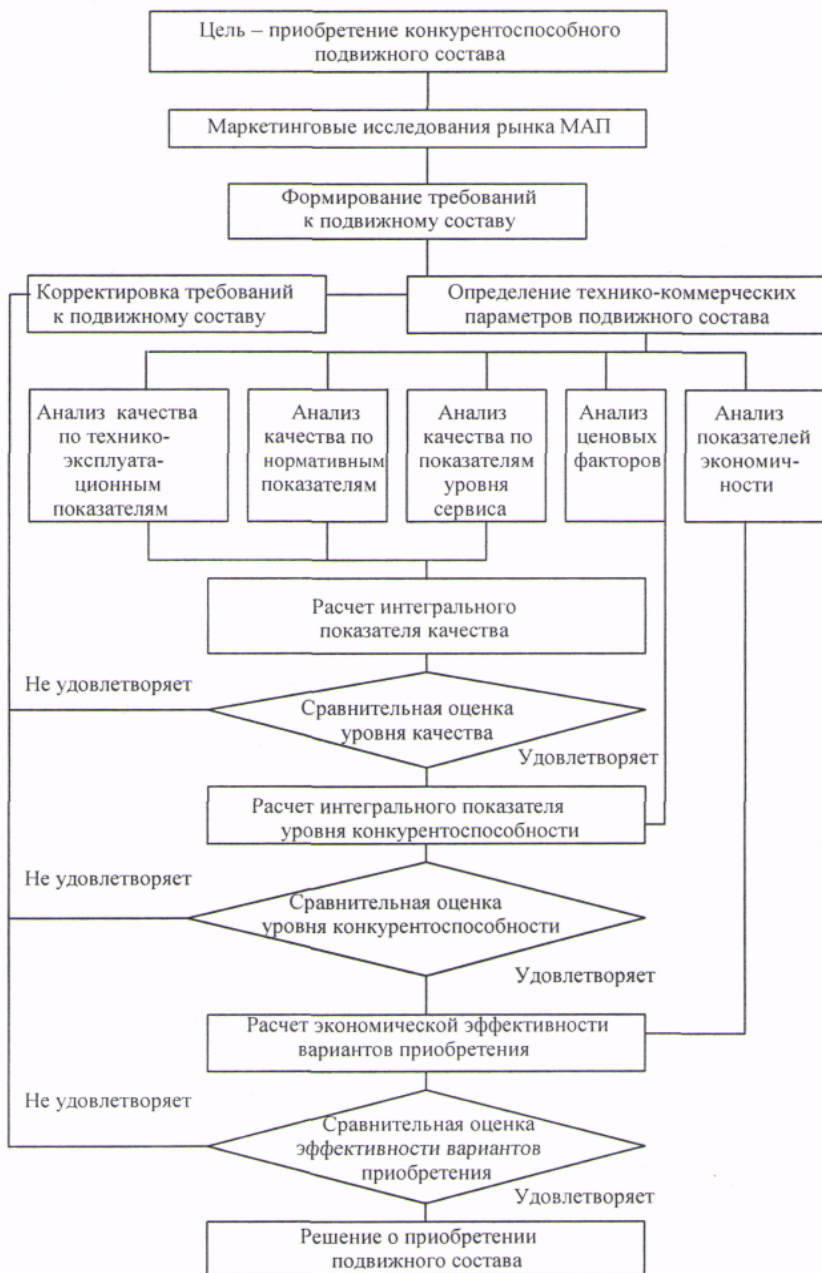 Цель – приобретение конкурентоспособного
подвижного состава
Маркетинговые исследования рынка МАП
Формирование требований
к подвижному составу
Корректировка требований
к подвижному составу
Определение технико-коммерческих
параметров подвижного состава
Анализ качества
по технико-
эксплуата-
ционным
показателям
Анализ
качества по
нормативным
показателям
Анализ
качества по
показателям
уровня
сервиса
Анализ
ценовых
факторов
Анализ
показателей
экономич-
ности
Расчет интегрального
показателя качества
Не удовлетворяет
Сравнительная оценка
уровня качества
Удовлетворяет
Расчет интегрального показателя
уровня конкурентоспособности
Не удовлетворяет
Сравнительная оценка
уровня конкурентоспособности
Удовлетворяет
Расчет экономической эффективности
вариантов приобретения
Не удовлетворяет
Сравнительная оценка
эффективности вариантов
приобретения
Удовлетворяет
Решение о приобретении
подвижного состава